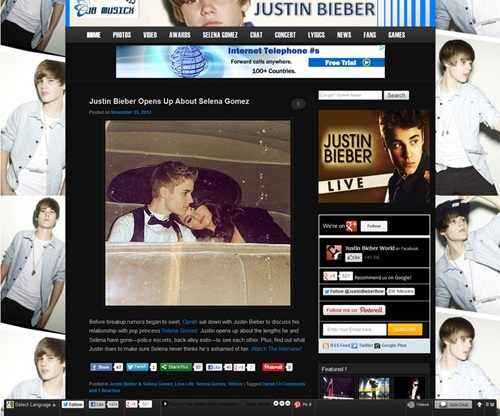 JB MUSICK
JUSTIN BIEBER
HOME PHOTOS VIDEO AWARDS SELENA GOMEZ CHAT CONCERT LYRICS NEWS FANS GAMES
Internet Telephone #s
Forward calls anywhere.
100+ Countries.
Free Trial
Justin Bieber Opens Up About Selena Gomez
Posted on November 23, 2012
Before breakup rumors began to swirl, Oprah sat down with Justin Bieber to discuss his
relationship with pop princess Selena Gomez. Justin opens up about the lengths he and
Selena have gone—police escorts, back-alley exits—to see each other. Plus, find out what
Justin does to make sure Selena never thinks he's ashamed of her. Watch The Interview!
Like 47
521
ShareThis
Share
Posted in Justin Bieber & Selena Gomez, Love Life, Selena Gomez, Videos | Tagged Oprah | 0 Comments
and 1 Reaction
Search
JUSTIN
BIEBER
LIVE
We're on Follow
Justin Bieber World on Facebook
Like
+1 521 Recommend us on Google!
Follow
followers
Follow me on Pinterest
Enter Your Email... Subscribe
RSS Feed Twitter Google Plus
Featured !
Select Language
Like
Follow
Videos
Join Chat